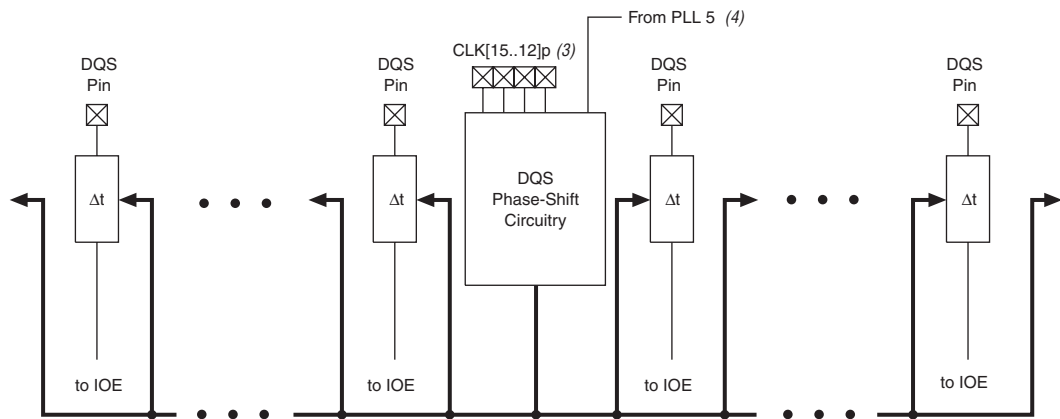 From PLL 5 (4)
CLK[15..12]p (3)
DQS
Pin
DQS
Pin
DQS
Pin
DQS
Pin
Δt
Δt
DQS
Phase-Shift
Circuitry
Δt
Δt
to IOE
to IOE
to IOE
to IOE